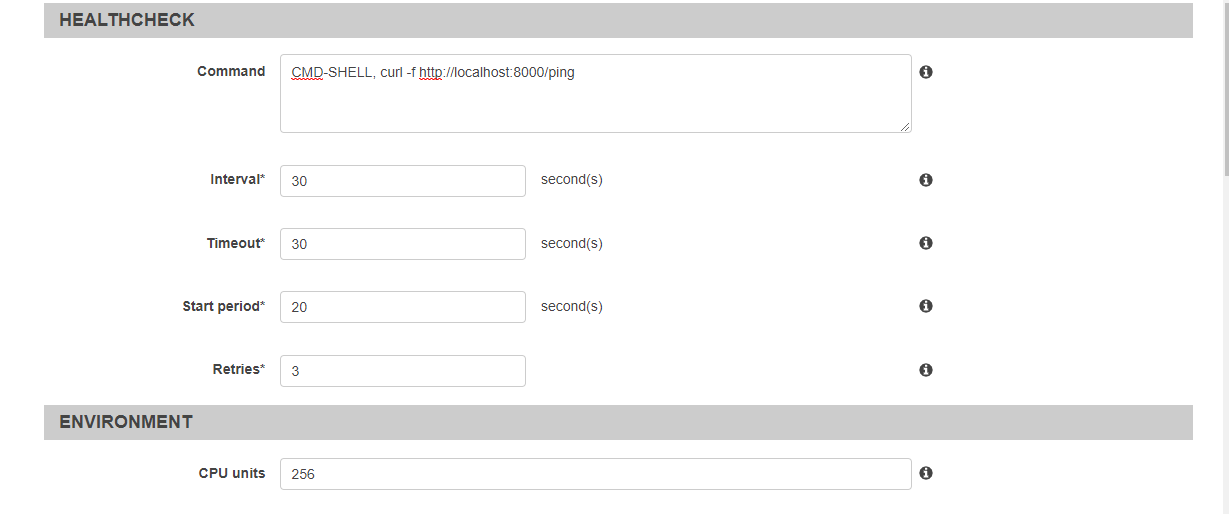 HEALTHCHECK
Command CMD-SHELL, curl -f http://localhost:8000/ping
Interval* 30 second(s)
Timeout* 30 second(s)
Start period* 20 second(s)
Retries* 3
ENVIRONMENT
CPU units 256